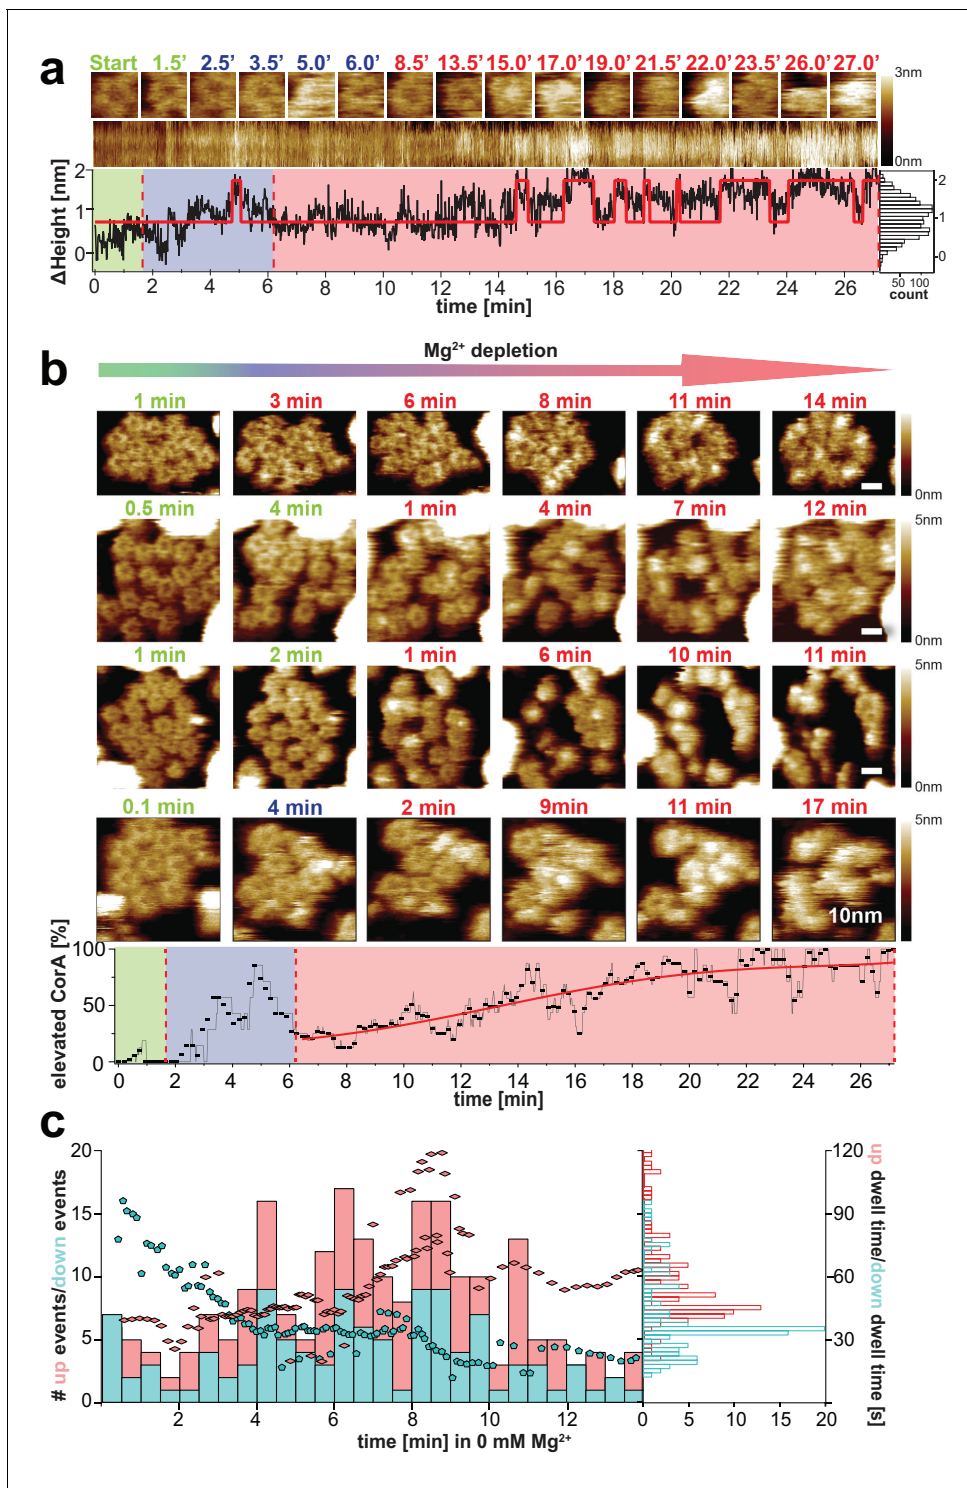 a
Start 1.5' 2.5' 3.5' 5.0' 6.0' 8.5' 13.5' 15.0' 17.0' 19.0' 21.5' 22.0' 23.5' 26.0' 27.0'
3nm
0nm
ΔHeight [nm]
2
1
0
2
1
0
0 2 4 6 8 10 12 14 16 18 20 22 24 26
time [min]
50 100
count
b
Mg²⁺ depletion
1 min 3 min 6 min 8 min 11 min 14 min
0nm
0.5 min 4 min 1 min 4 min 7 min 12 min
5nm
0nm
1 min 2 min 1 min 6 min 10 min 11 min
5nm
0nm
0.1 min 4 min 2 min 9min 11 min 17 min
5nm
10nm
0nm
elevated CorA [%]
100
50
0
0 2 4 6 8 10 12 14 16 18 20 22 24 26
time [min]
c
# up events/down events
20
15
10
5
0
2 4 6 8 10 12
time [min] in 0 mM Mg²⁺
0 5 10 15 20
120
90
60
30
0
up dwell time/down dwell time [s]